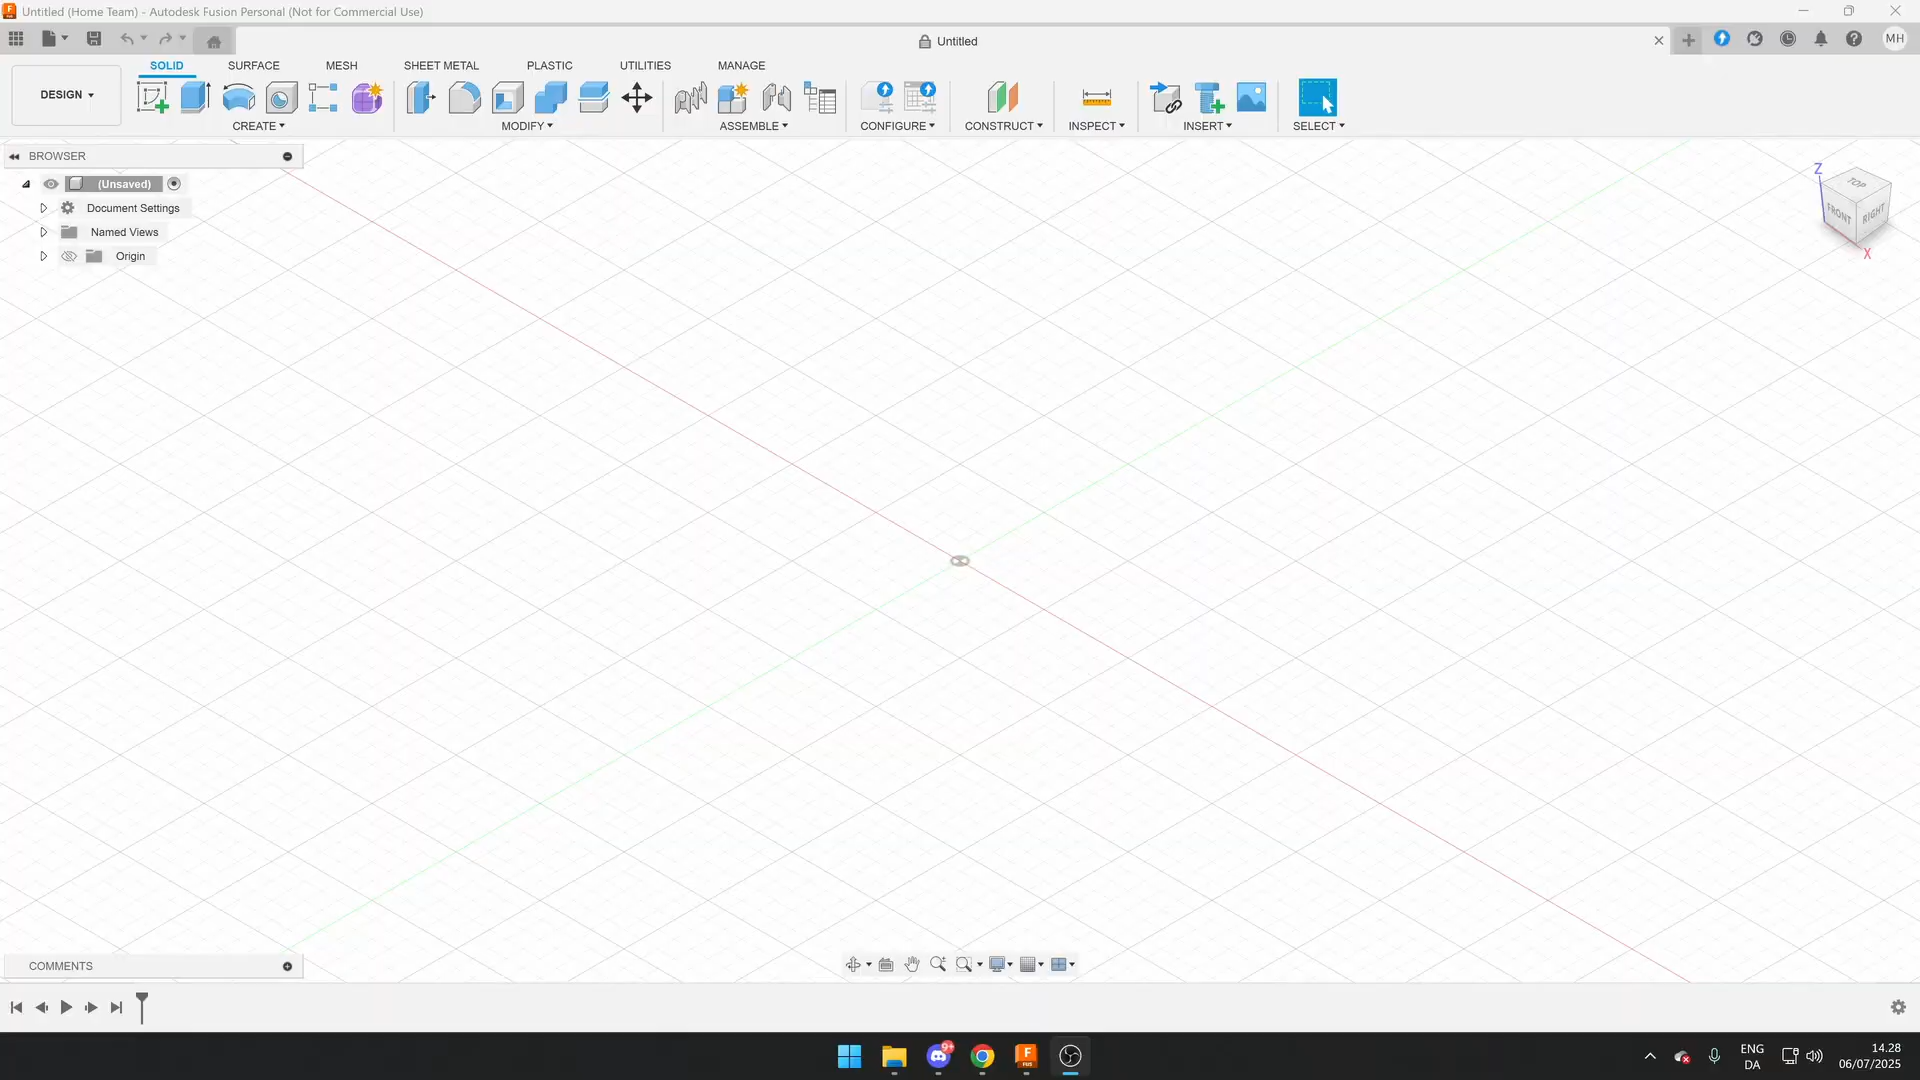 Untitled (Home Team) - Autodesk Fusion Personal (Not for Commercial Use)
Untitled
MH
SOLID SURFACE MESH SHEET METAL PLASTIC UTILITIES MANAGE
DESIGN
CREATE MODIFY ASSEMBLE CONFIGURE CONSTRUCT INSPECT INSERT SELECT
BROWSER
(Unsaved)
Document Settings
Named Views
Origin
Z
TOP
FRONT RIGHT
X
COMMENTS
9+
F
FUS
ENG
DA
14.28
06/07/2025